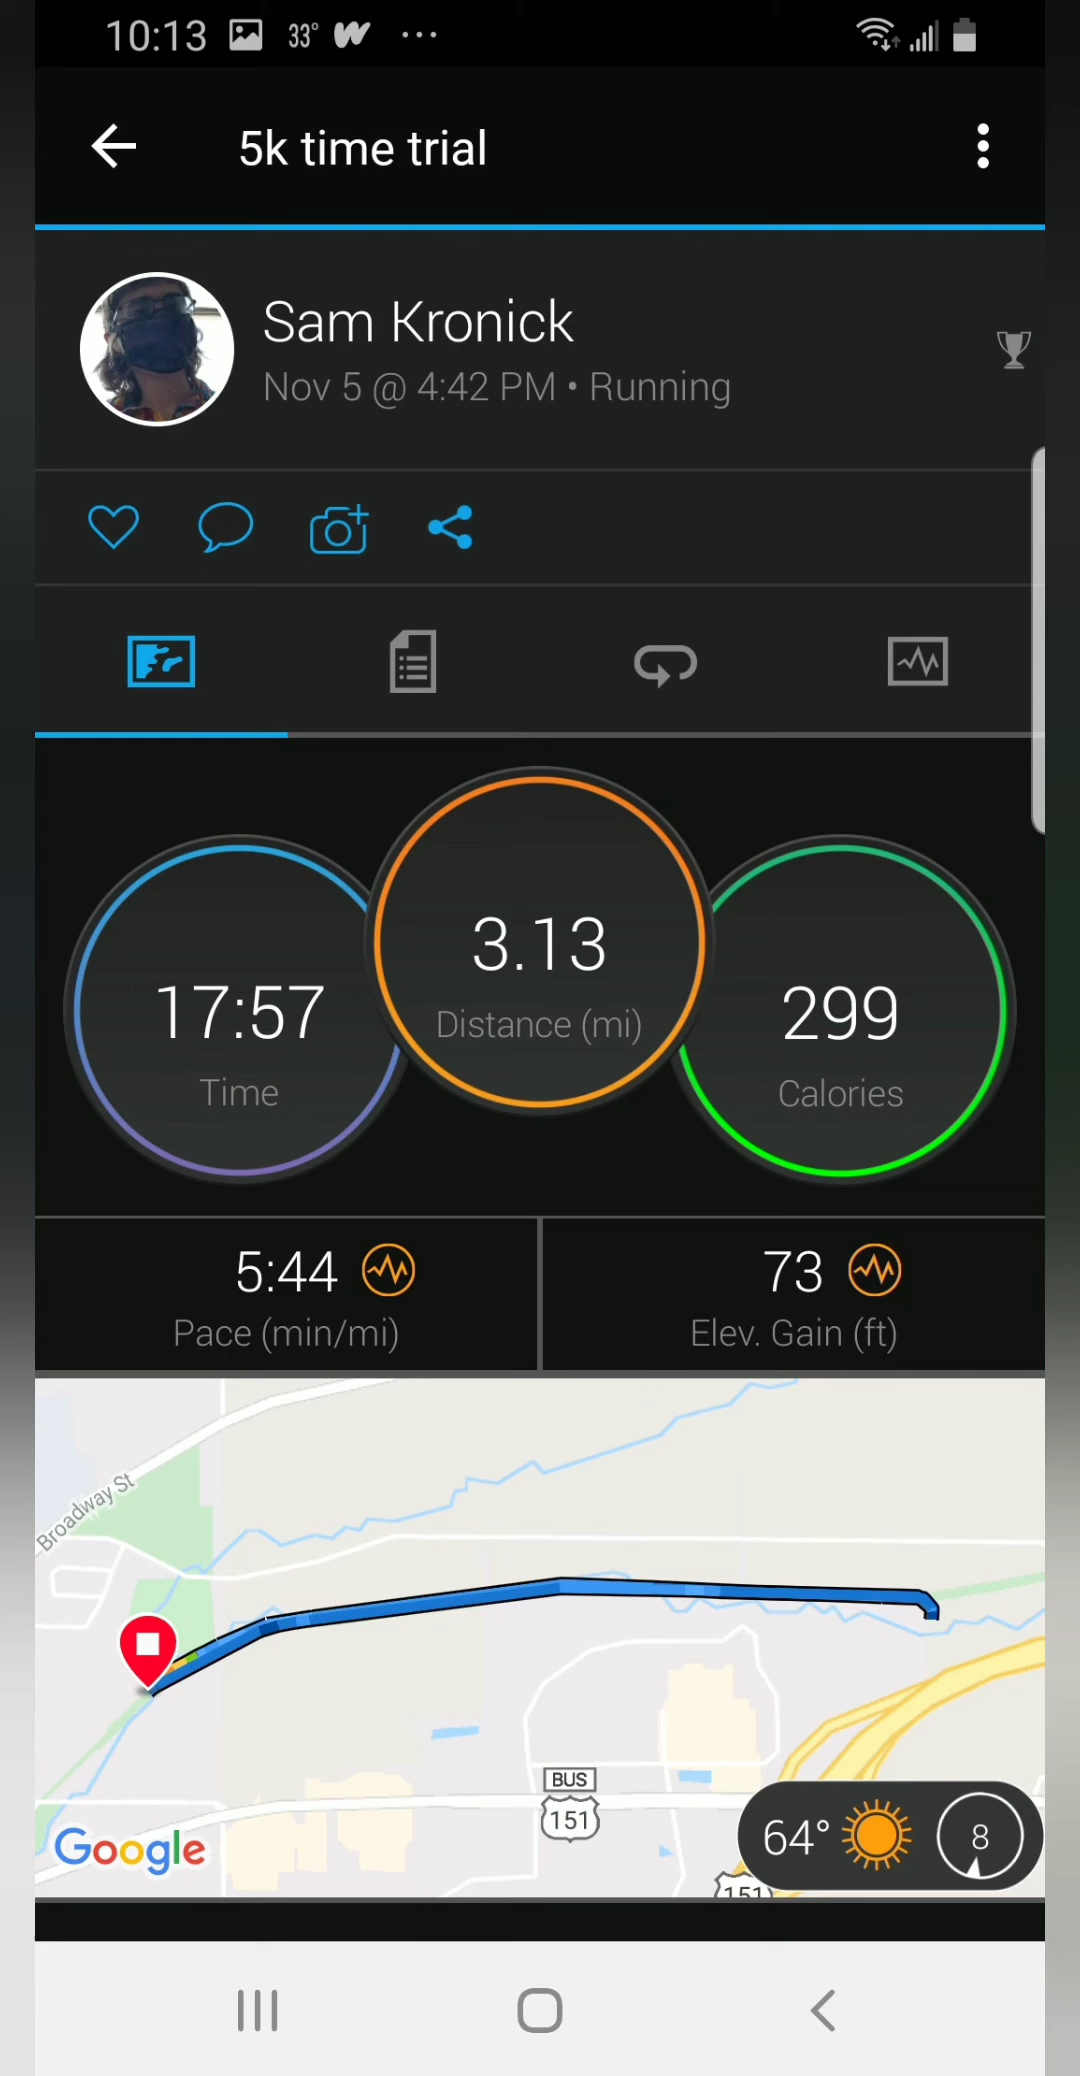 10:13 33° ...
5k time trial
Sam Kronick
Nov 5 @ 4:42 PM • Running
3.13
Distance (mi)
17:57
Time
299
Calories
5:44
Pace (min/mi)
73
Elev. Gain (ft)
Broadway St
BUS
151
151
Google
64° 8